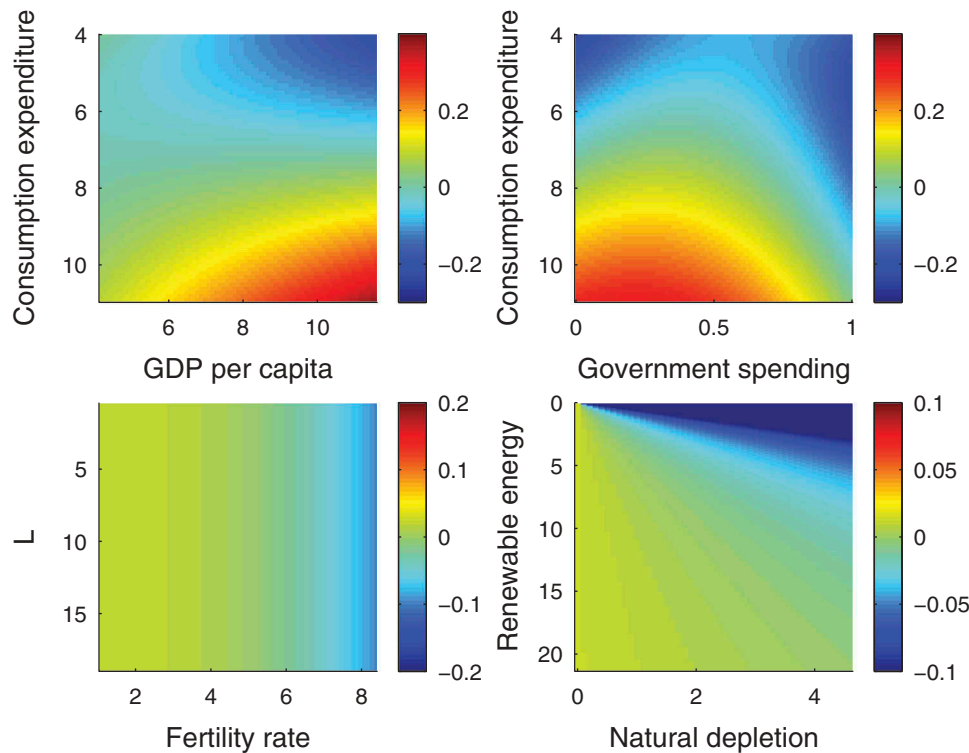 Consumption expenditure
4
6
8
10
6 8 10
GDP per capita
0.2
0
−0.2
Consumption expenditure
4
6
8
10
0 0.5 1
Government spending
0.2
0
−0.2
L
5
10
15
2 4 6 8
Fertility rate
0.2
0.1
0
−0.1
−0.2
Renewable energy
0
5
10
15
20
0 2 4
Natural depletion
0.1
0.05
0
−0.05
−0.1